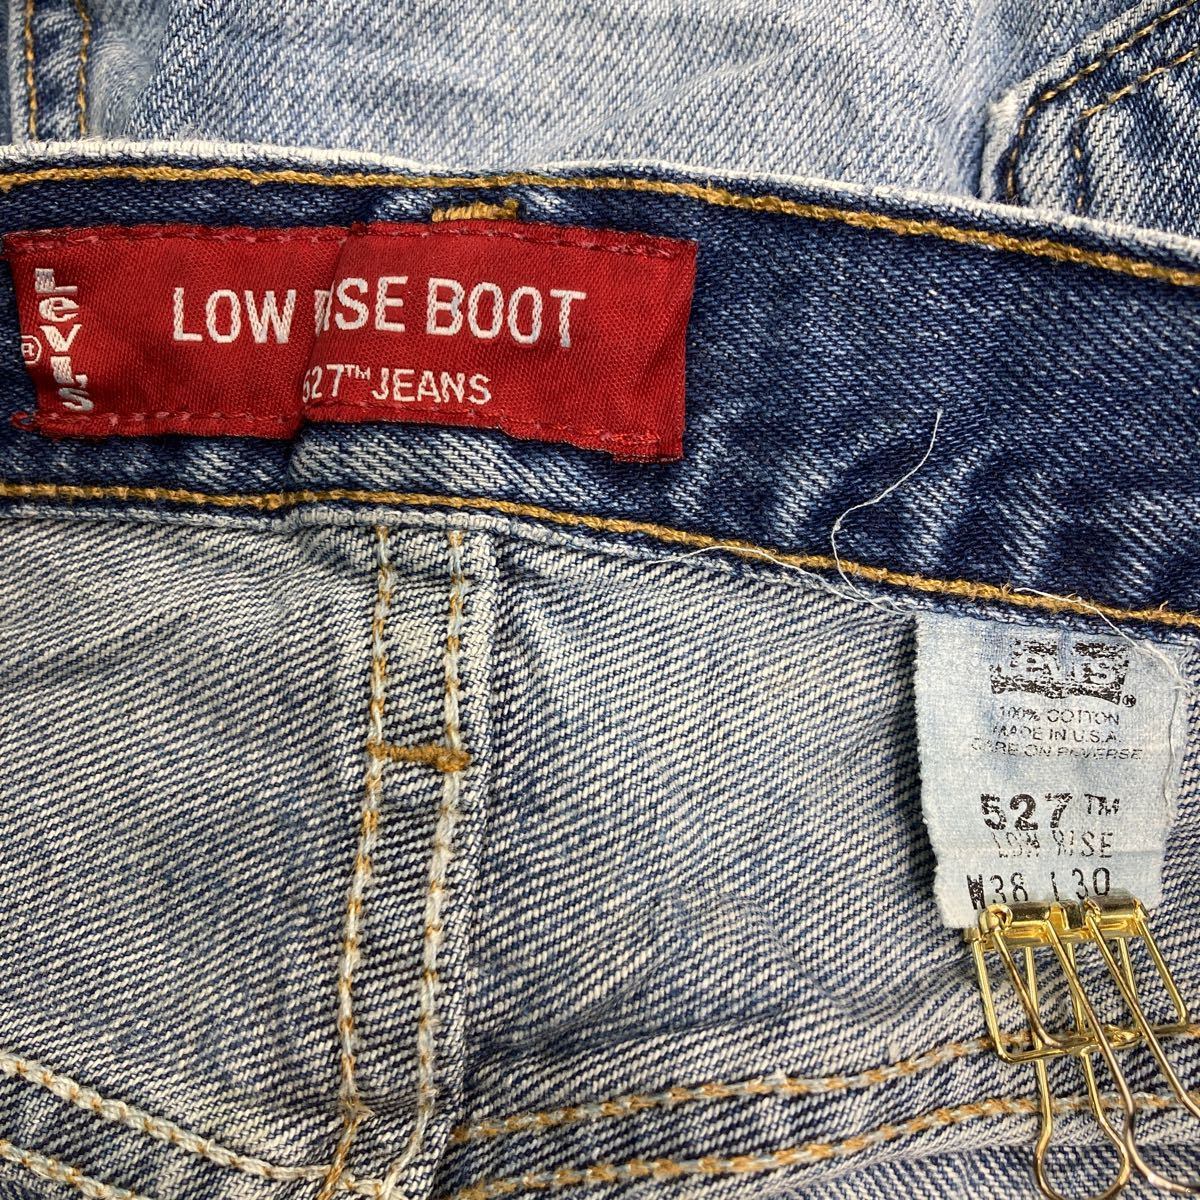 Levi's
®
LOW RISE BOOT
527™ JEANS
LEVI'S
®
100% COTTON
MADE IN U.S.A.
CARE ON REVERSE
527™
LOW RISE
W38 L30